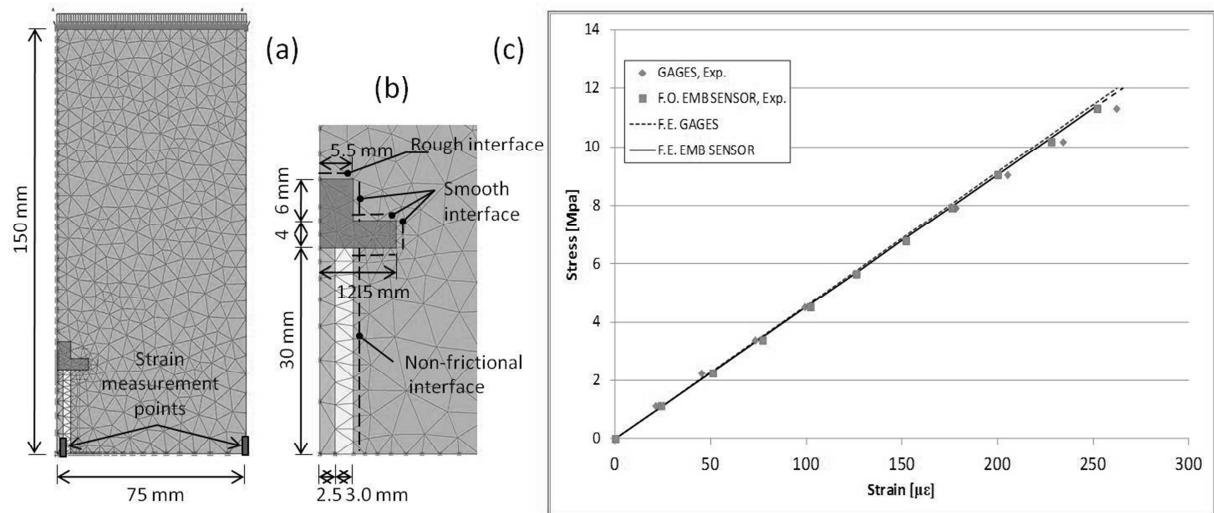 (a)
150 mm
Strain
measurement
points
75 mm
(b)
5.5 mm
Rough interface
6 mm
Smooth
interface
4
12.5 mm
30 mm
Non-frictional
interface
2.5 3.0 mm
(c)
14
12
10
8
6
4
2
0
Stress [Mpa]
GAGES, Exp.
F.O. EMB SENSOR, Exp.
F.E. GAGES
F.E. EMB SENSOR
0 50 100 150 200 250 300
Strain [με]